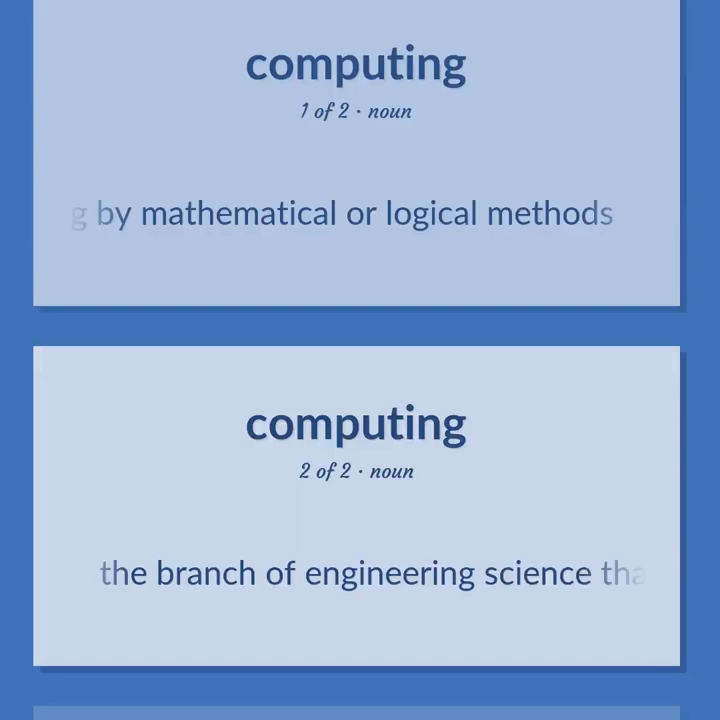 computing
1 of 2 · noun
g by mathematical or logical methods
computing
2 of 2 · noun
the branch of engineering science tha